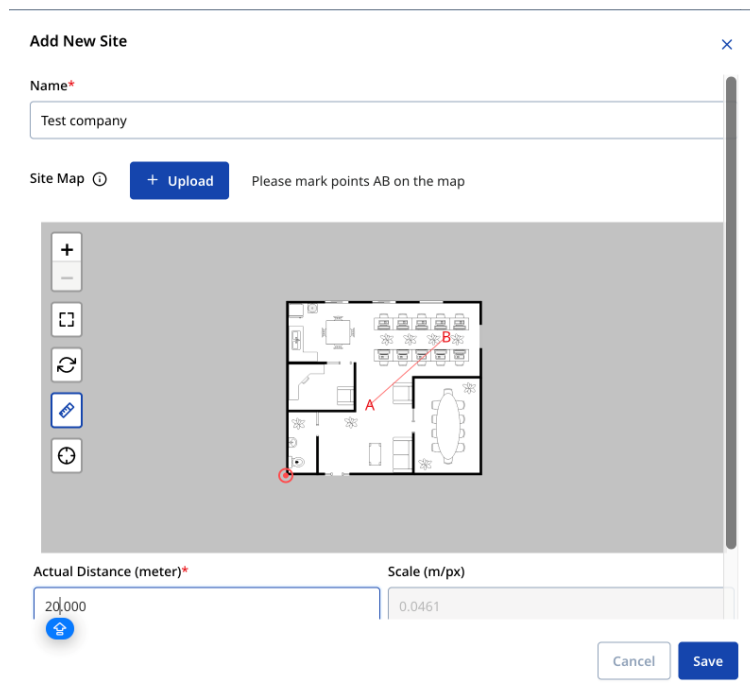 Add New Site
Name*
Test company
Site Map
+ Upload
Please mark points AB on the map
B
A
Actual Distance (meter)*
Scale (m/px)
20.000
0.0461
Cancel
Save